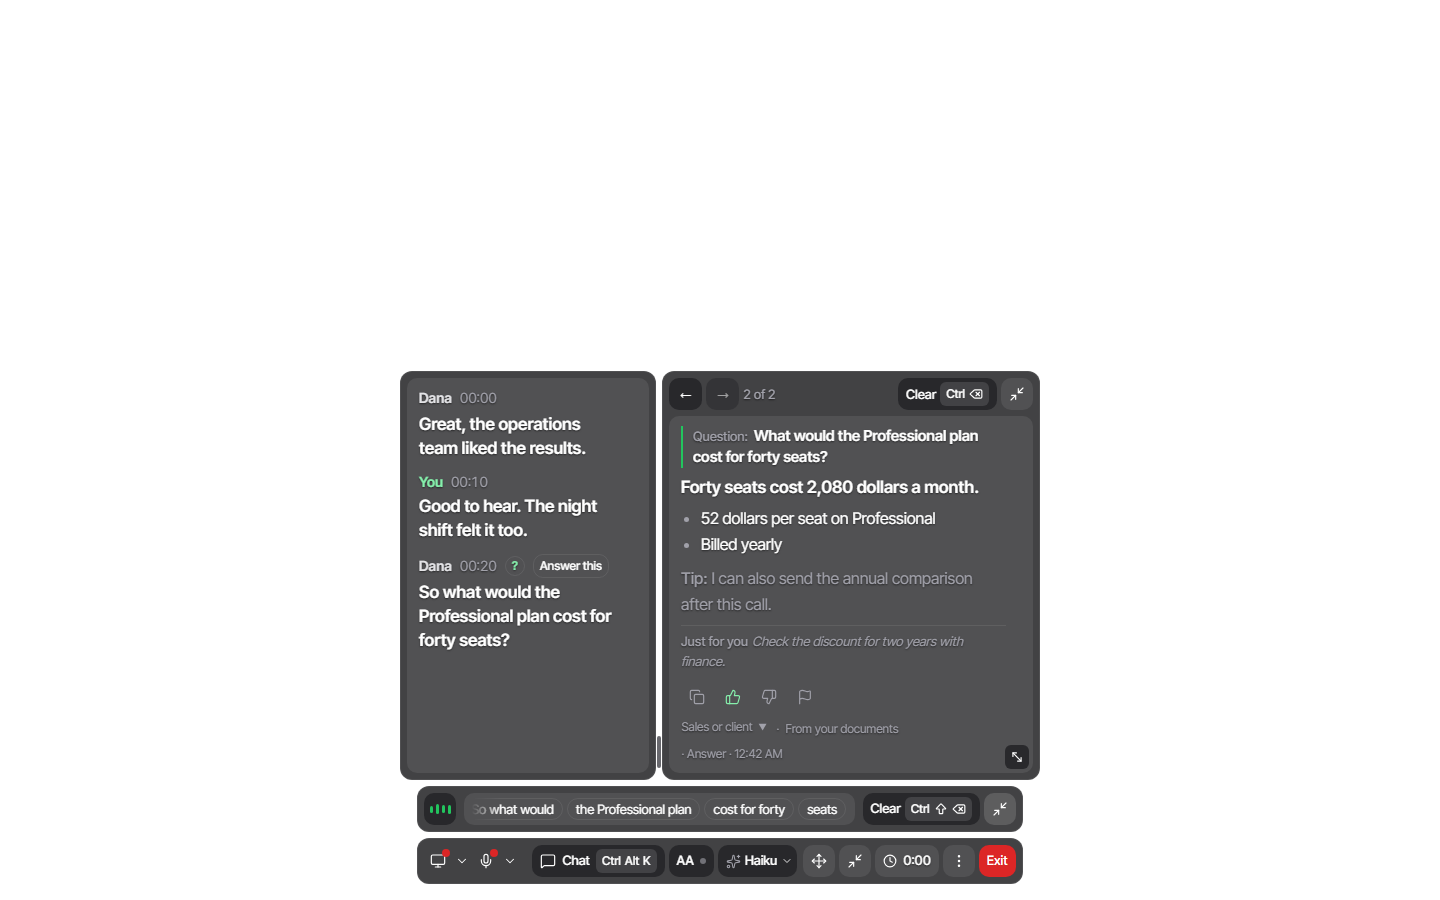 Dana 00:00
Great, the operations
team liked the results.
You 00:10
Good to hear. The night
shift felt it too.
Dana 00:20 ? Answer this
So what would the
Professional plan cost for
forty seats?
← → 2 of 2 Clear Ctrl
Question: What would the Professional plan
cost for forty seats?
Forty seats cost 2,080 dollars a month.
• 52 dollars per seat on Professional
• Billed yearly
Tip: I can also send the annual comparison
after this call.
Just for you Check the discount for two years with
finance.
Sales or client ▼ · From your documents
· Answer · 12:42 AM
So what would the Professional plan cost for forty seats Clear Ctrl
Chat Ctrl Alt K AA Haiku 0:00 Exit